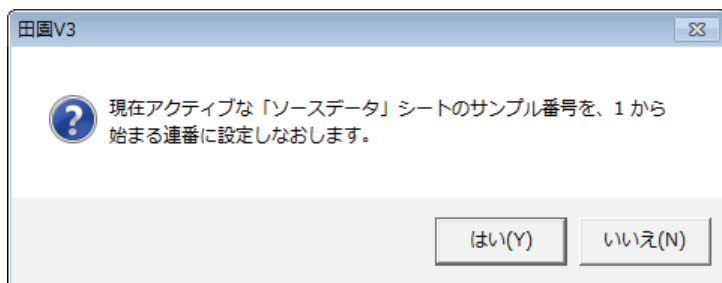 田園V3
現在アクティブな「ソースデータ」シートのサンプル番号を、1 から
始まる連番に設定しなおします。
はい(Y)
いいえ(N)